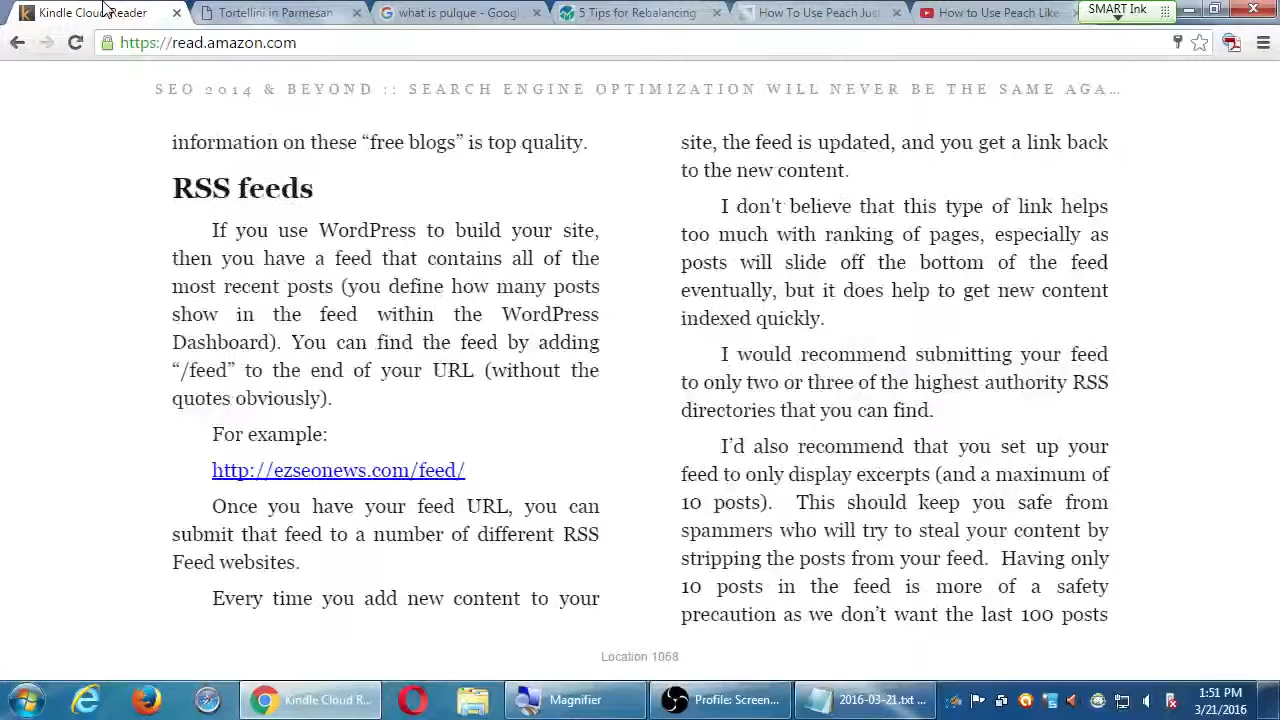 Kindle Cloud Reader
Tortellini in Parmesan
what is pulque - Googl
5 Tips for Rebalancing
How To Use Peach Just
How to Use Peach Like
SMART Ink
https://read.amazon.com
SEO 2014 & BEYOND :: SEARCH ENGINE OPTIMIZATION WILL NEVER BE THE SAME AGA…
information on these “free blogs” is top quality.
RSS feeds
If you use WordPress to build your site,
then you have a feed that contains all of the
most recent posts (you define how many posts
show in the feed within the WordPress
Dashboard). You can find the feed by adding
“/feed” to the end of your URL (without the
quotes obviously).
For example:
http://ezseonews.com/feed/
Once you have your feed URL, you can
submit that feed to a number of different RSS
Feed websites.
Every time you add new content to your
site, the feed is updated, and you get a link back
to the new content.
I don't believe that this type of link helps
too much with ranking of pages, especially as
posts will slide off the bottom of the feed
eventually, but it does help to get new content
indexed quickly.
I would recommend submitting your feed
to only two or three of the highest authority RSS
directories that you can find.
I’d also recommend that you set up your
feed to only display excerpts (and a maximum of
10 posts). This should keep you safe from
spammers who will try to steal your content by
stripping the posts from your feed. Having only
10 posts in the feed is more of a safety
precaution as we don’t want the last 100 posts
Location 1068
Kindle Cloud R...
Magnifier
Profile: Screen...
2016-03-21.txt ...
1:51 PM
3/21/2016